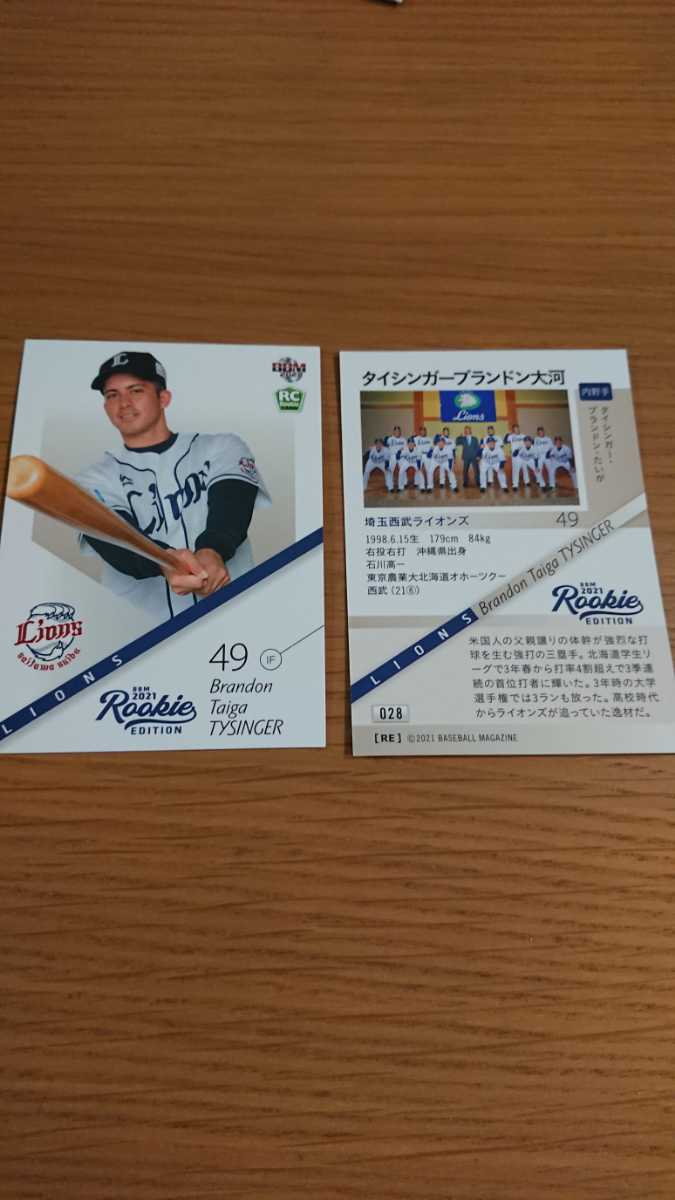 BBM
2021
RC
L
Lions
Lions
saitama seibu
LIONS
49
IF
Brandon
Taiga
TYSINGER
BBM
2021
Rookie
EDITION
タイシンガーブランドン大河
内野手
タイシンガー・
ブランドン・たいが
Lions
埼玉西武ライオンズ
49
1998.6.15生 179cm 84kg
右投右打 沖縄県出身
石川高―
東京農業大北海道オホーツク―
西武(21⑥)
LIONS
Brandon Taiga TYSINGER
BBM 2021
Rookie
EDITION
米国人の父親譲りの体幹が強烈な打
球を生む強打の三塁手。北海道学生リ
ーグで3年春から打率4割超えで3季連
続の首位打者に輝いた。3年時の大学
選手権では3ランも放った。高校時代
からライオンズが追っていた逸材だ。
028
[RE] ©2021 BASEBALL MAGAZINE